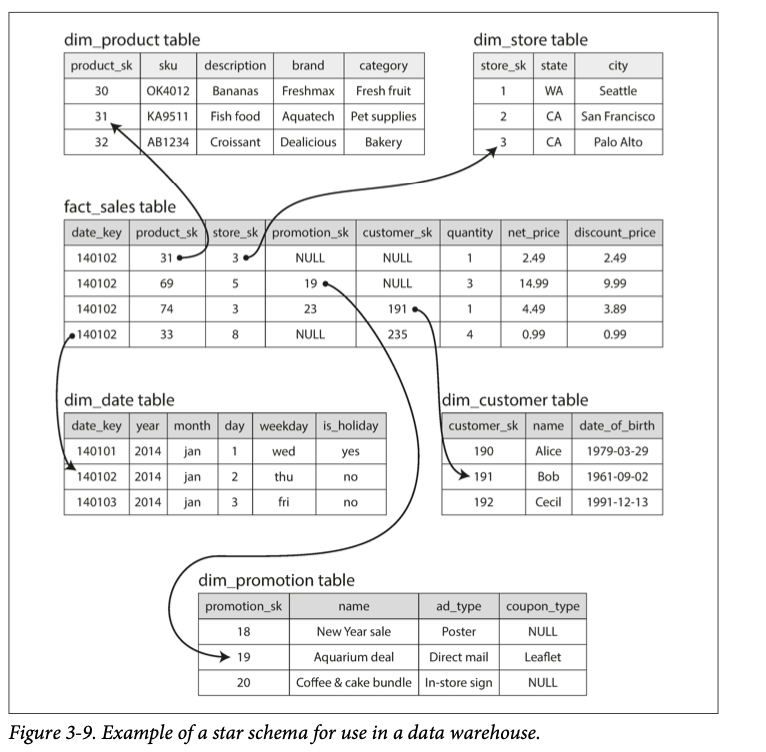 dim_product table
product_sk sku description brand category
30 OK4012 Bananas Freshmax Fresh fruit
31 KA9511 Fish food Aquatech Pet supplies
32 AB1234 Croissant Dealicious Bakery
dim_store table
store_sk state city
1 WA Seattle
2 CA San Francisco
3 CA Palo Alto
fact_sales table
date_key product_sk store_sk promotion_sk customer_sk quantity net_price discount_price
140102 31 3 NULL NULL 1 2.49 2.49
140102 69 5 19 NULL 3 14.99 9.99
140102 74 3 23 191 1 4.49 3.89
140102 33 8 NULL 235 4 0.99 0.99
dim_date table
date_key year month day weekday is_holiday
140101 2014 jan 1 wed yes
140102 2014 jan 2 thu no
140103 2014 jan 3 fri no
dim_customer table
customer_sk name date_of_birth
190 Alice 1979-03-29
191 Bob 1961-09-02
192 Cecil 1991-12-13
dim_promotion table
promotion_sk name ad_type coupon_type
18 New Year sale Poster NULL
19 Aquarium deal Direct mail Leaflet
20 Coffee & cake bundle In-store sign NULL
Figure 3-9. Example of a star schema for use in a data warehouse.